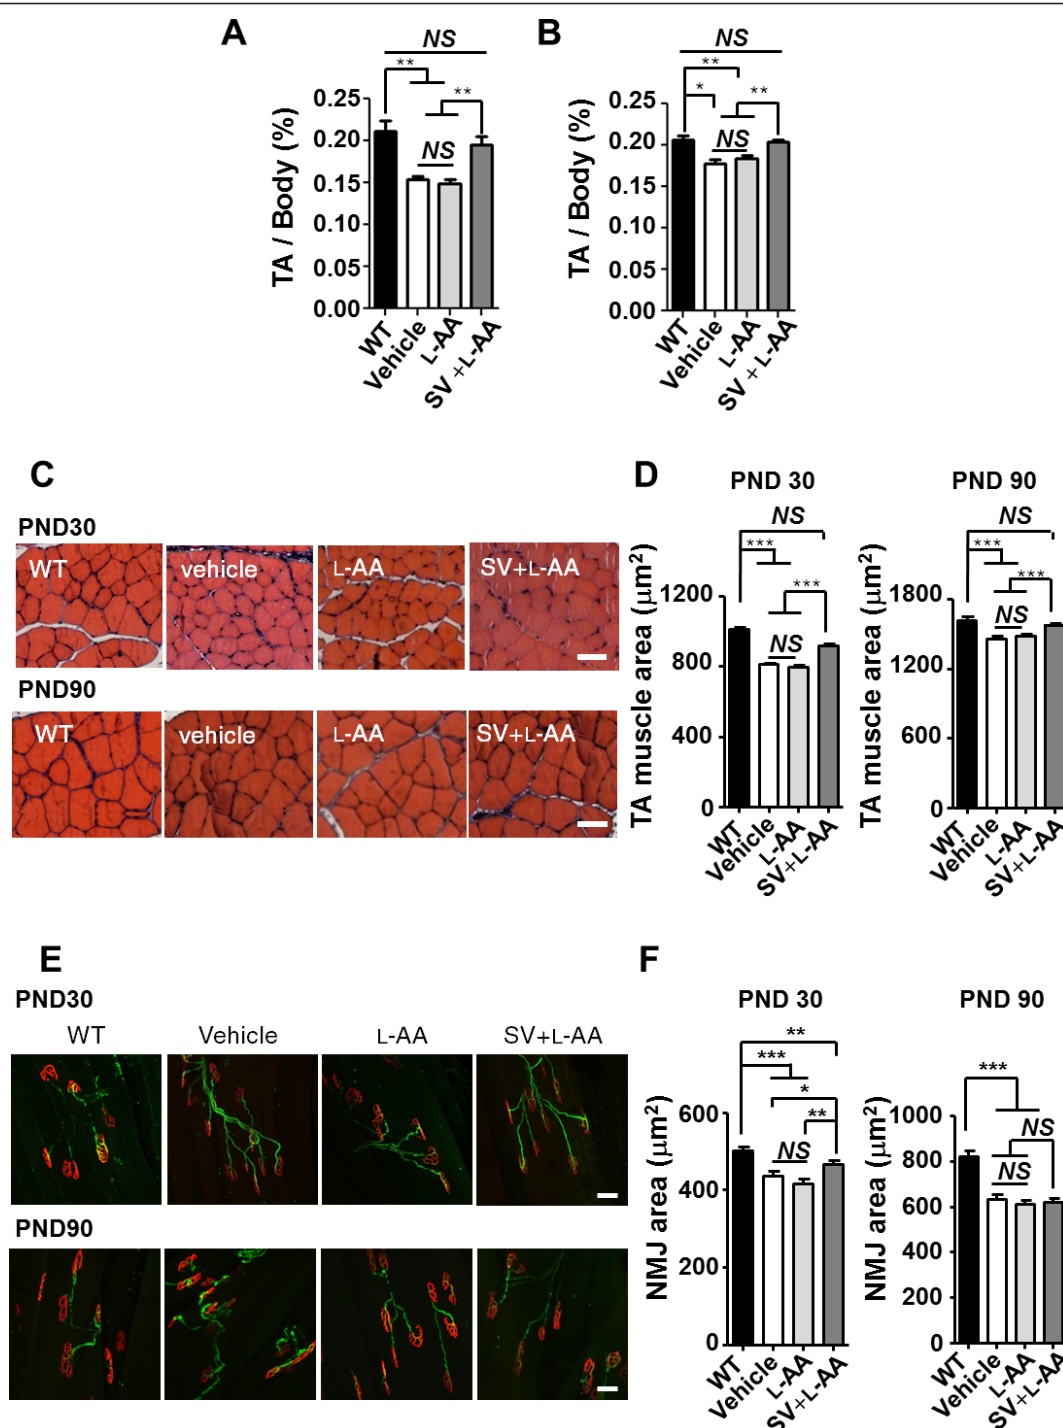 A
NS
**
**
NS
TA / Body (%)
0.25
0.20
0.15
0.10
0.05
0.00
WT
Vehicle
L-AA
SV+L-AA
B
NS
**
*
**
NS
TA / Body (%)
0.25
0.20
0.15
0.10
0.05
0.00
WT
Vehicle
L-AA
SV+L-AA
C
PND30
WT
vehicle
L-AA
SV+L-AA
PND90
WT
vehicle
L-AA
SV+L-AA
D
PND 30
NS
***
***
NS
TA muscle area (μm²)
1200
800
400
0
WT
Vehicle
L-AA
SV+L-AA
PND 90
NS
***
***
NS
TA muscle area (μm²)
1800
1200
600
0
WT
Vehicle
L-AA
SV+L-AA
E
PND30
WT
Vehicle
L-AA
SV+L-AA
PND90
F
PND 30
**
***
*
**
NS
NMJ area (μm²)
600
400
200
0
WT
Vehicle
L-AA
SV+L-AA
PND 90
***
NS
NS
NMJ area (μm²)
1000
800
600
400
200
0
WT
Vehicle
L-AA
SV+L-AA